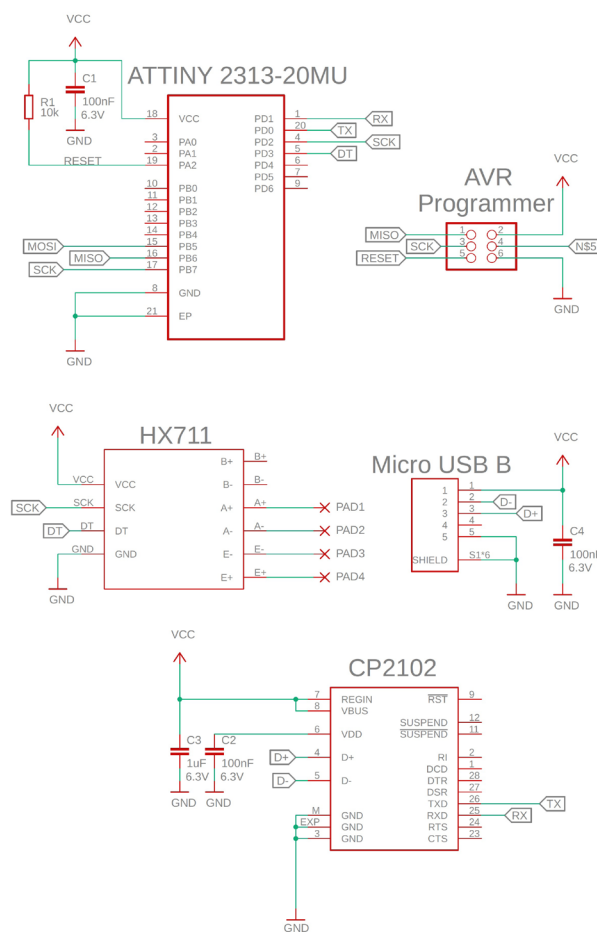 VCC
ATTINY 2313-20MU
R1
10k
C1
100nF
6.3V
GND
RESET
18 VCC
3 PA0
2 PA1
19 PA2
10 PB0
11 PB1
12 PB2
13 PB3
14 PB4
MOSI 15 PB5
MISO 16 PB6
SCK 17 PB7
8 GND
21 EP
GND
PD1 1 RX
PD0 20 TX
PD2 4 SCK
PD3 5 DT
PD4 6
PD5 7
PD6 9
AVR
Programmer
VCC
MISO 1 2
SCK 3 4 N$5
RESET 5 6
GND
VCC
HX711
VCC VCC
SCK SCK SCK
DT DT DT
GND GND
GND
B+ B+
B- B-
A+ A+ PAD1
A- A- PAD2
E- E- PAD3
E+ E+ PAD4
Micro USB B
VCC
1 1
2 2 D-
3 3 D+
4 4
5 5
SHIELD S1*6
C4
100nF
6.3V
GND
GND
VCC
CP2102
7 REGIN
8 VBUS
6 VDD
C3
1uF
6.3V
GND
C2
100nF
6.3V
GND
D+ 4 D+
D- 5 D-
M GND
EXP GND
3 GND
GND
RST 9
SUSPEND 12
SUSPEND 11
RI 2
DCD 1
DTR 28
DSR 27
TXD 26 TX
RXD 25 RX
RTS 24
CTS 23